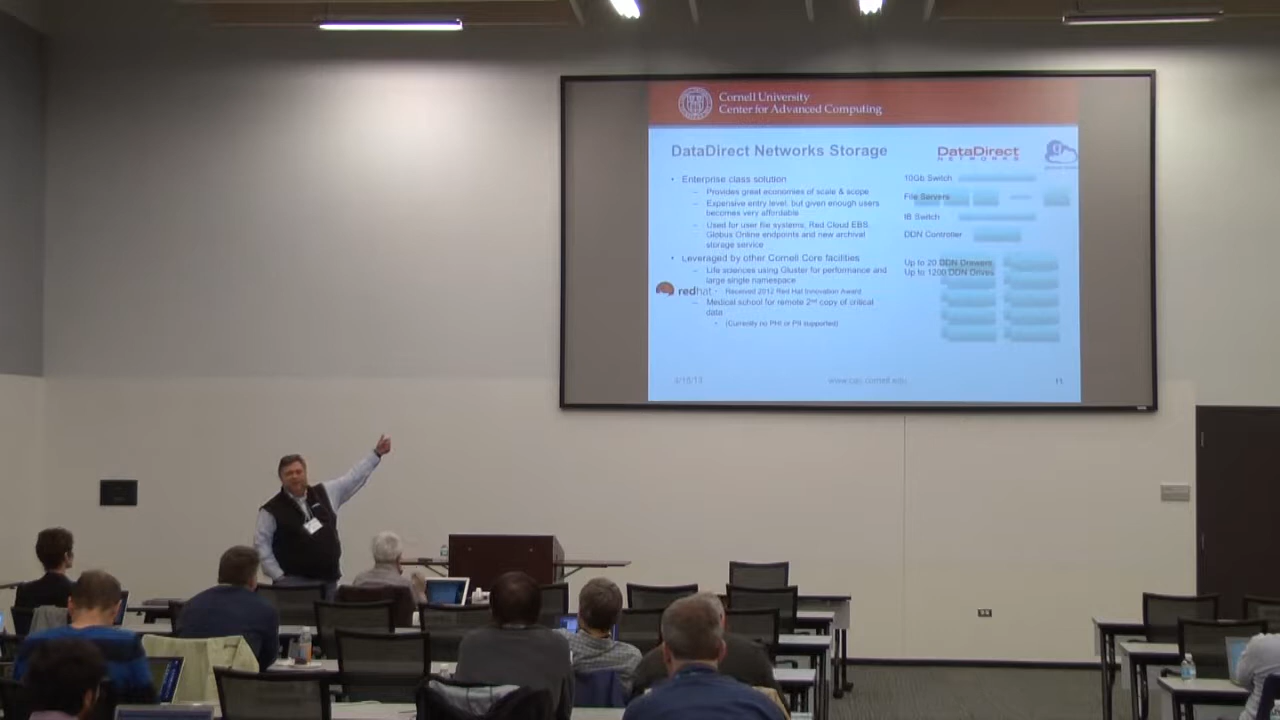 Cornell University
Center for Advanced Computing
DataDirect Networks Storage
• Enterprise class solution
– Provides great economies of scale & scope
– Expensive entry level, but given enough users
becomes very affordable
– Used for user file systems, Red Cloud EBS,
Globus Online endpoints and new archival
storage service
• Leveraged by other Cornell Core facilities
– Life sciences using Gluster for performance and
large single namespace
redhat. • Received 2012 Red Hat Innovation Award
– Medical school for remote 2nd copy of critical
data
• (Currently no PHI or PII supported)
DataDirect
NETWORKS
10Gb Switch
File Servers
IB Switch
DDN Controller
Up to 20 DDN Drawers
Up to 1200 DDN Drives
www.cac.cornell.edu
11